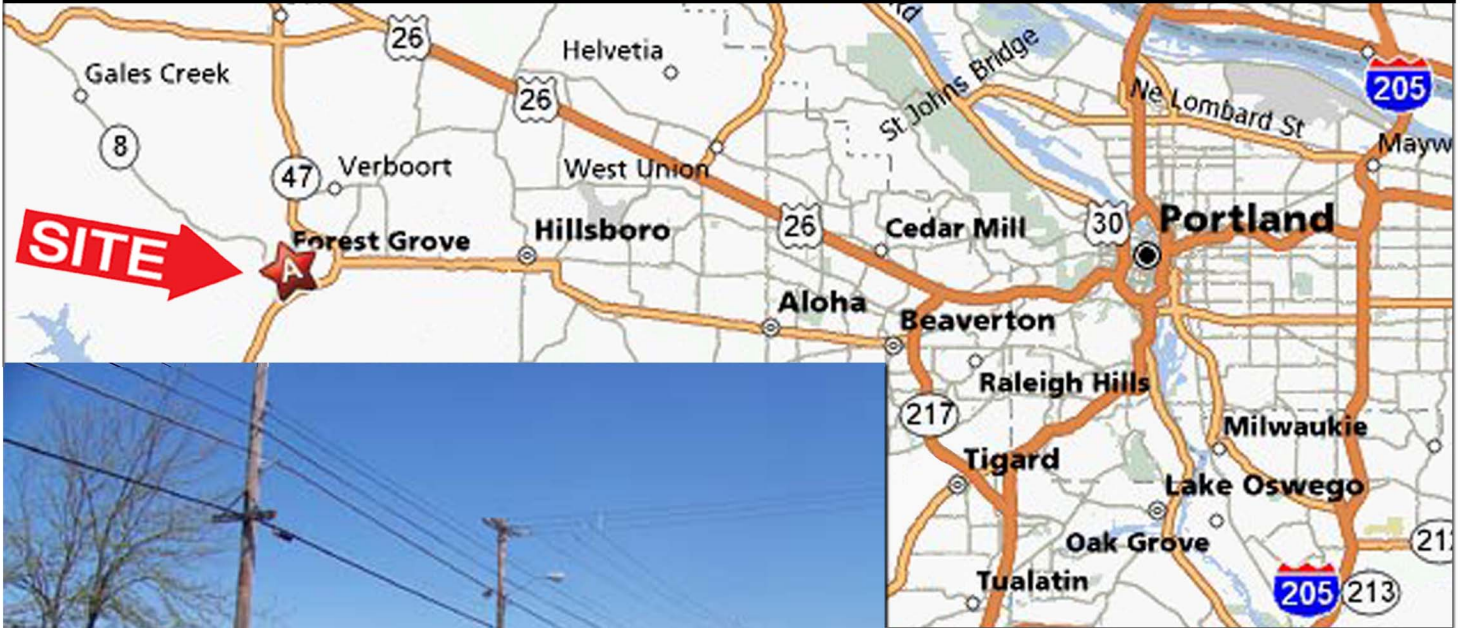 26
Helvetia
Gales Creek
26
St Johns Bridge
205
Ne Lombard St
8
Verboort
West Union
47
SITE
A
Forest Grove
Hillsboro
26
Cedar Mill
30
Portland
Aloha
Beaverton
Raleigh Hills
217
Milwaukie
Tigard
Lake Oswego
Oak Grove
Tualatin
205
213